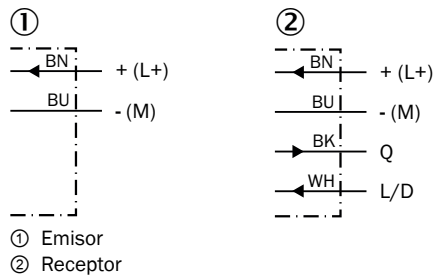 ① ②
BN + (L+) BN + (L+)
BU - (M) BU - (M)
BK Q
WH L/D
① Emisor
② Receptor